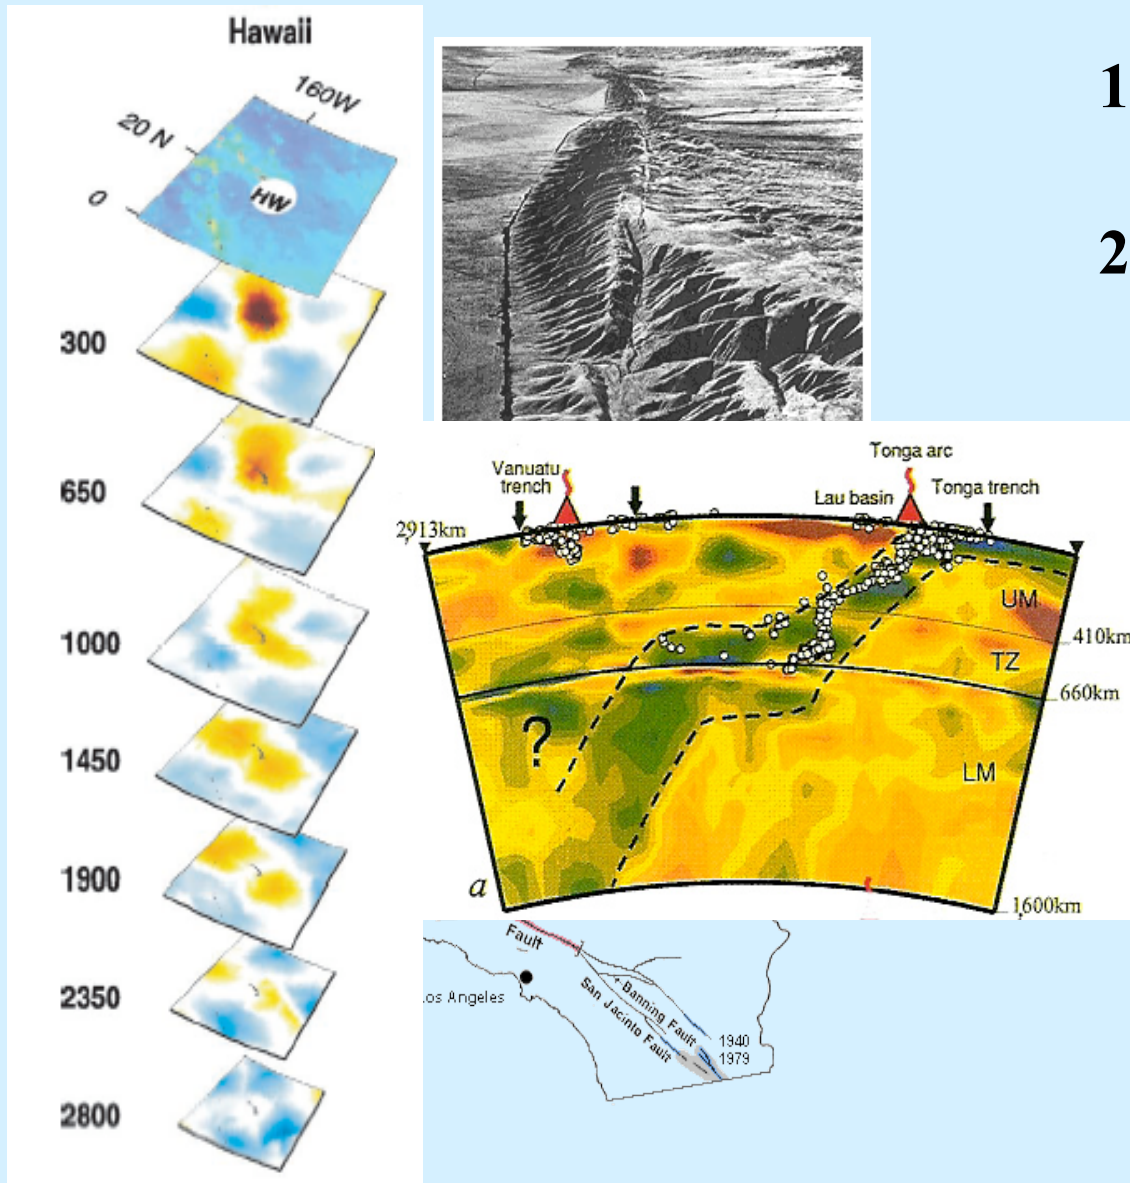 Hawaii
160W
20 N
0
HW
300
650
1000
1450
1900
2350
2800
1
2
Vanuatu
trench
Tonga arc
Lau basin
Tonga trench
2913km
UM
410km
TZ
660km
?
LM
a
1,600km
Fault
Los Angeles
Banning Fault
San Jacinto Fault
1940
1979